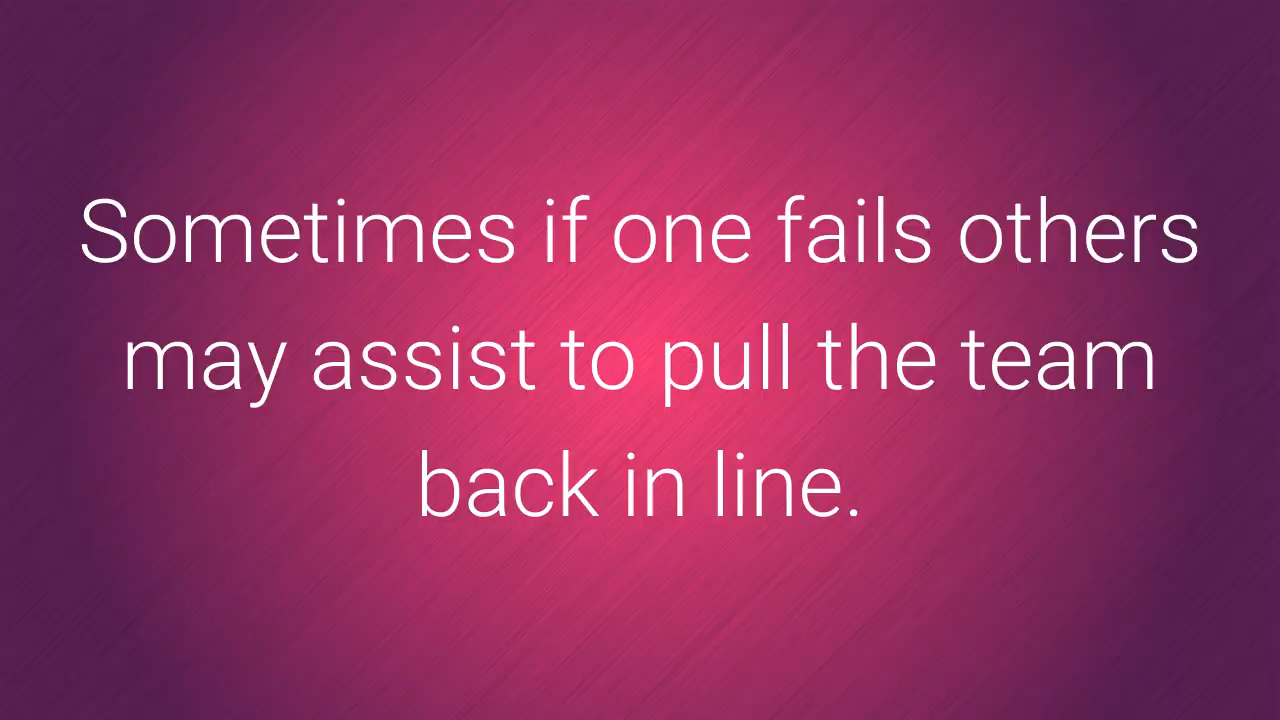 Sometimes if one fails others
may assist to pull the team
back in line.